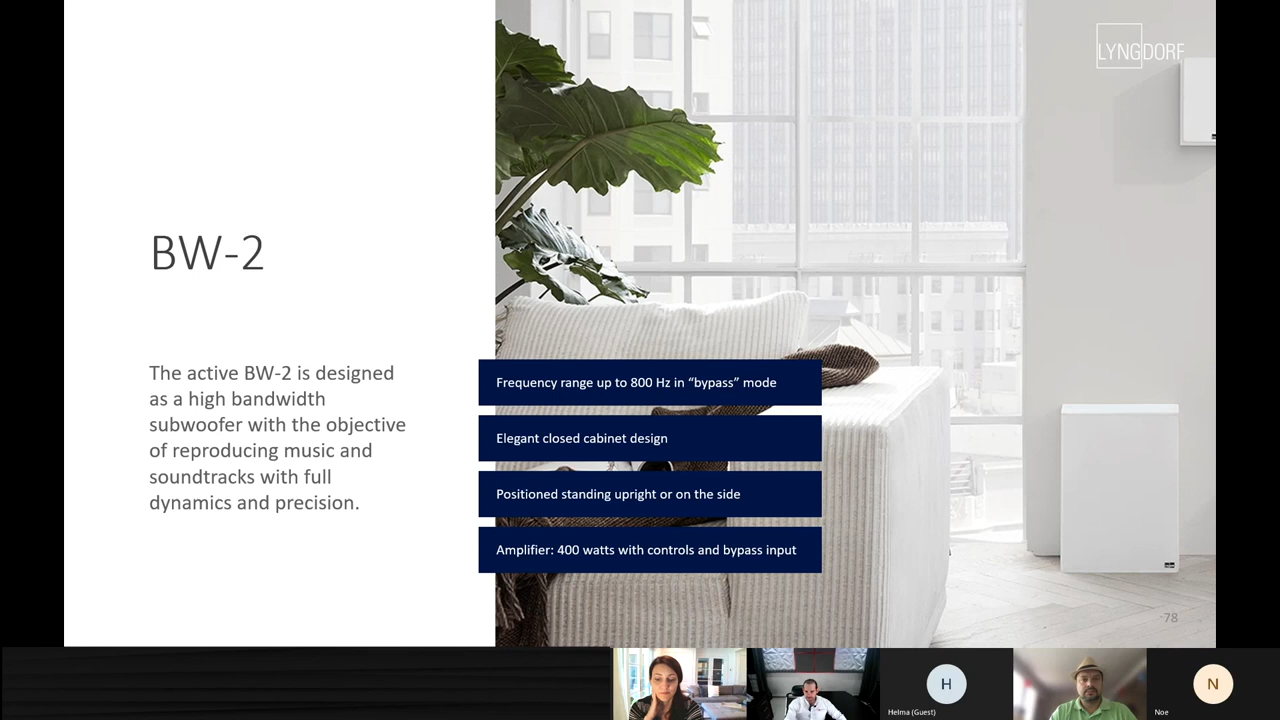 LYNGDORF
BW-2
The active BW-2 is designed
as a high bandwidth
subwoofer with the objective
of reproducing music and
soundtracks with full
dynamics and precision.
Frequency range up to 800 Hz in “bypass” mode
Elegant closed cabinet design
Positioned standing upright or on the side
Amplifier: 400 watts with controls and bypass input
78
H
Helma (Guest)
N
Noe